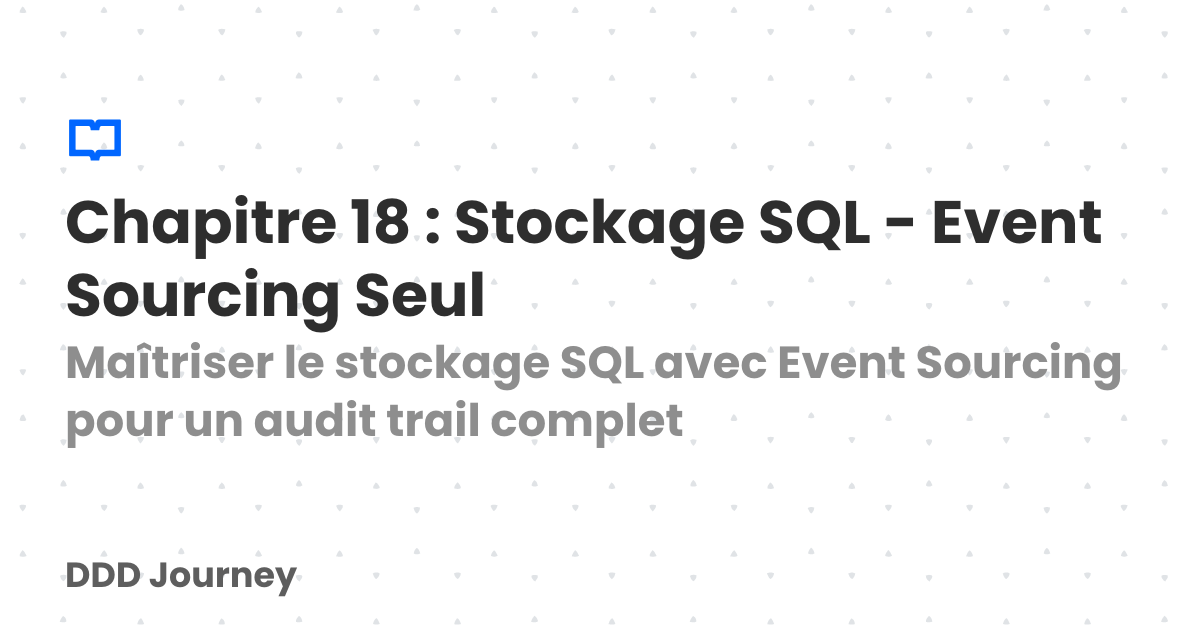 Chapitre 18 : Stockage SQL - Event
Sourcing Seul
Maîtriser le stockage SQL avec Event Sourcing
pour un audit trail complet
DDD Journey